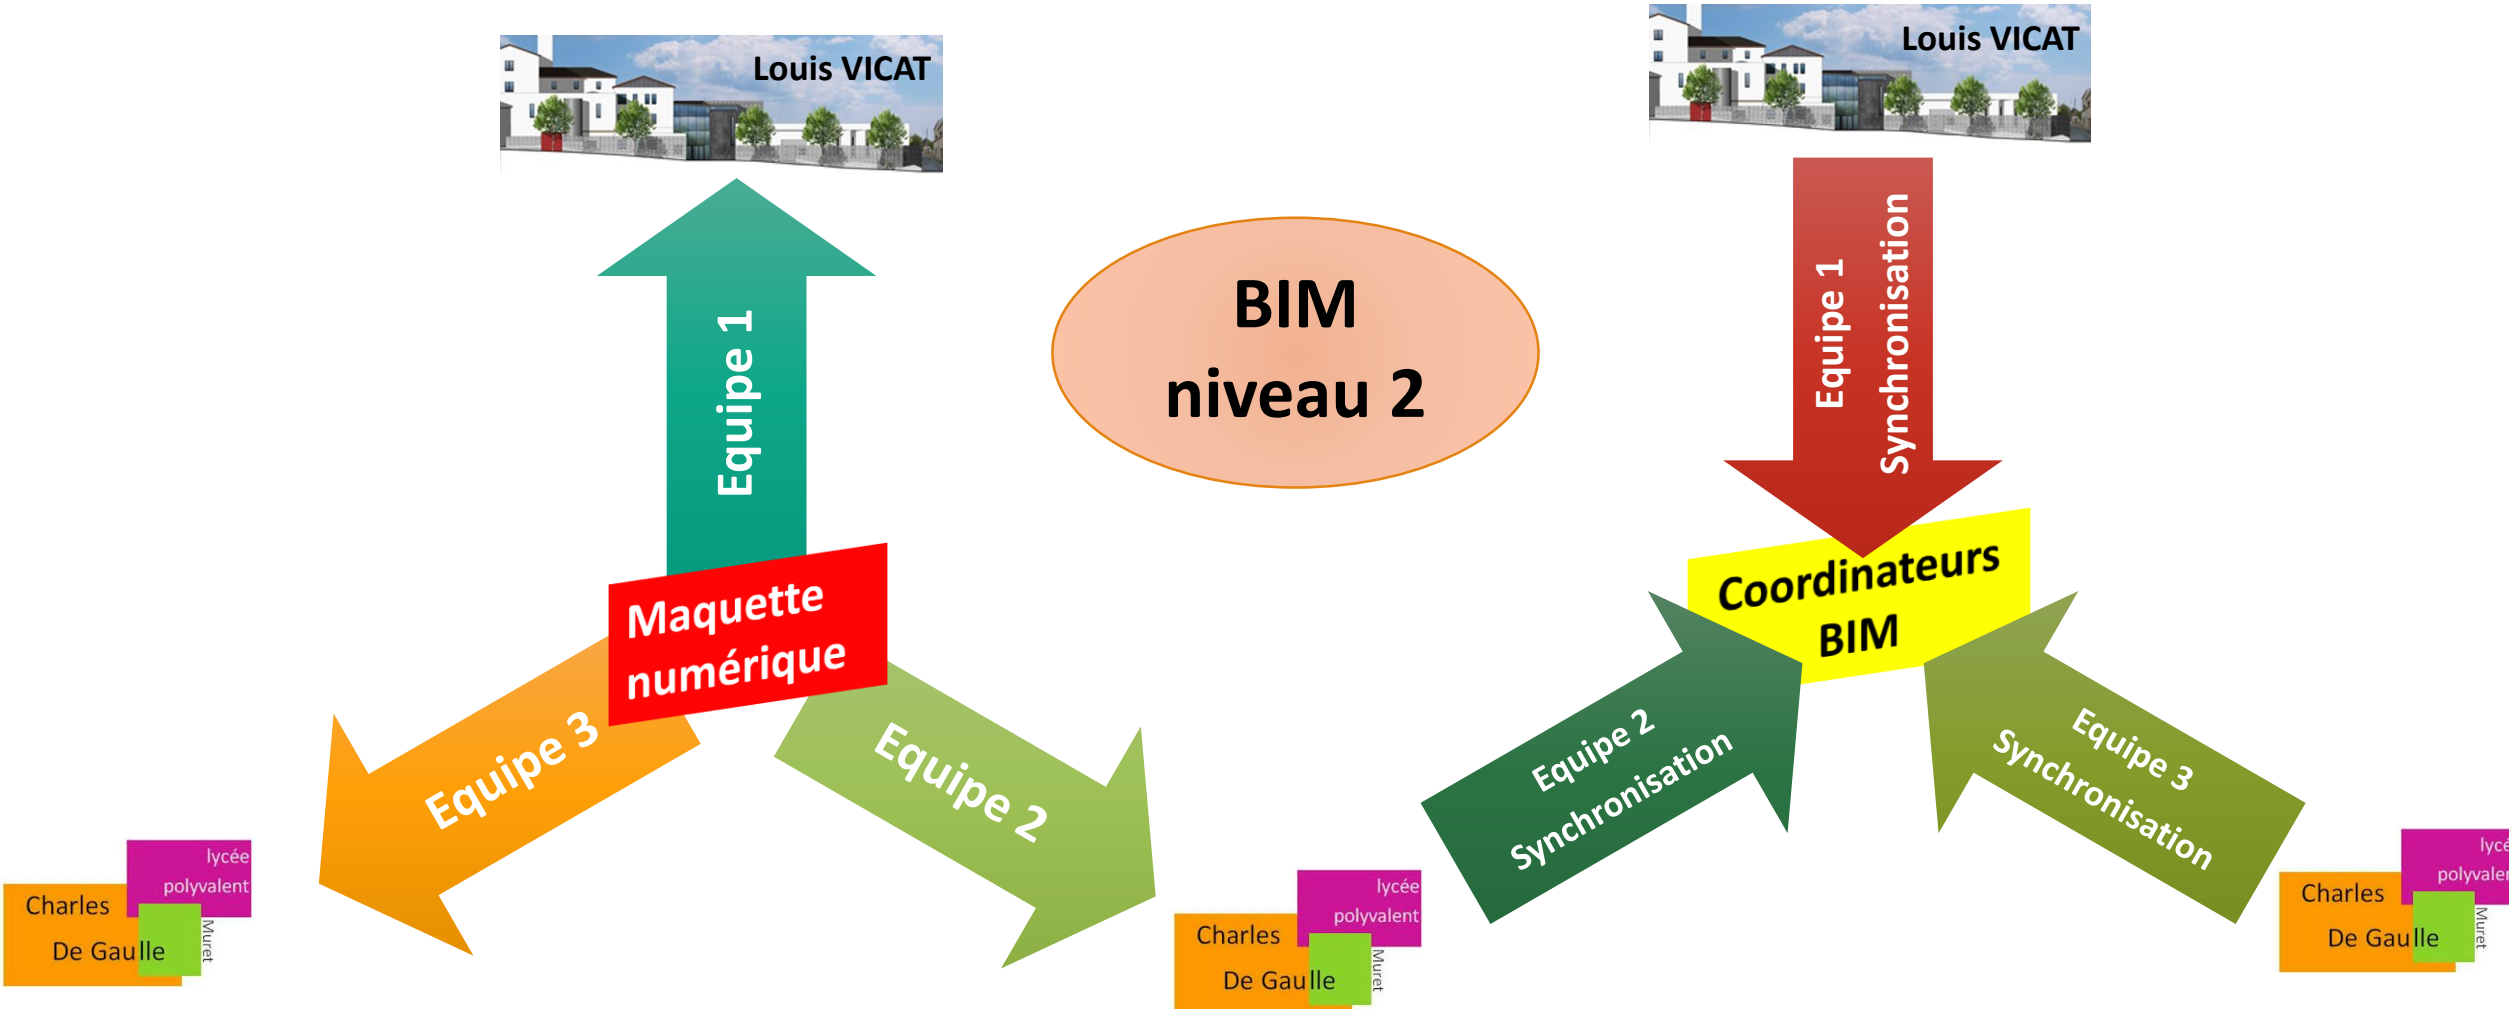 Louis VICAT
Equipe 1
Maquette
numérique
Equipe 3
Equipe 2
lycée
polyvalent
Charles
De Gaulle
Muret
BIM
niveau 2
lycée
polyvalent
Charles
De Gaulle
Muret
Louis VICAT
Equipe 1
Synchronisation
Coordinateurs
BIM
Equipe 2
Synchronisation
Equipe 3
Synchronisation
lycé
polyvalen
Charles
De Gaulle
Muret